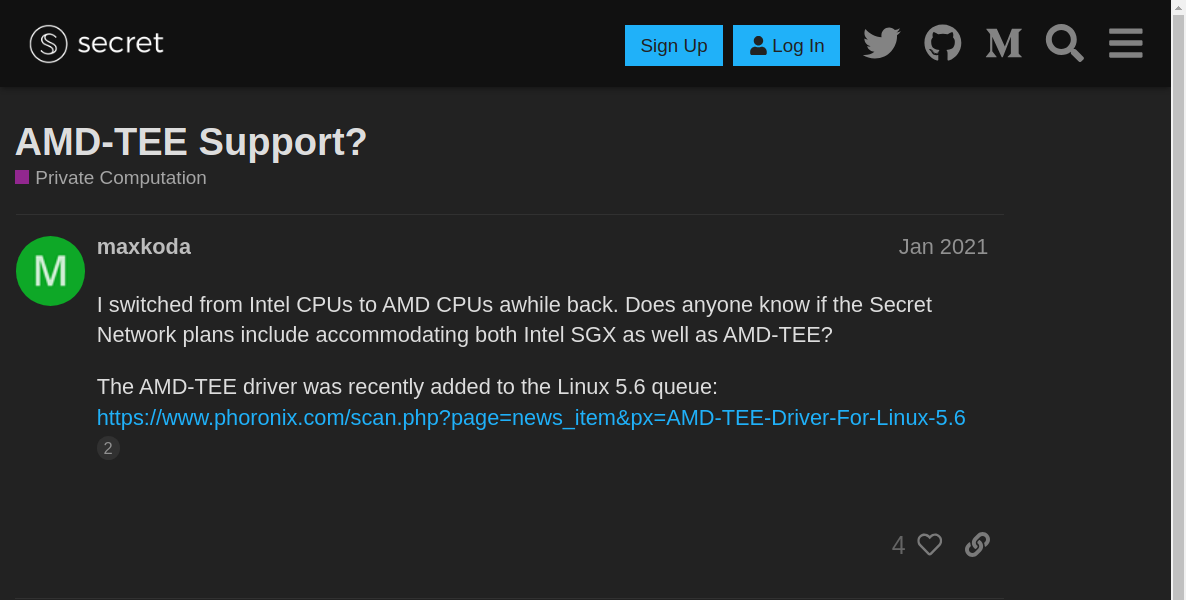 secret
Sign Up
Log In
AMD-TEE Support?
Private Computation
M
maxkoda
Jan 2021
I switched from Intel CPUs to AMD CPUs awhile back. Does anyone know if the Secret
Network plans include accommodating both Intel SGX as well as AMD-TEE?
The AMD-TEE driver was recently added to the Linux 5.6 queue:
https://www.phoronix.com/scan.php?page=news_item&px=AMD-TEE-Driver-For-Linux-5.6
2
4